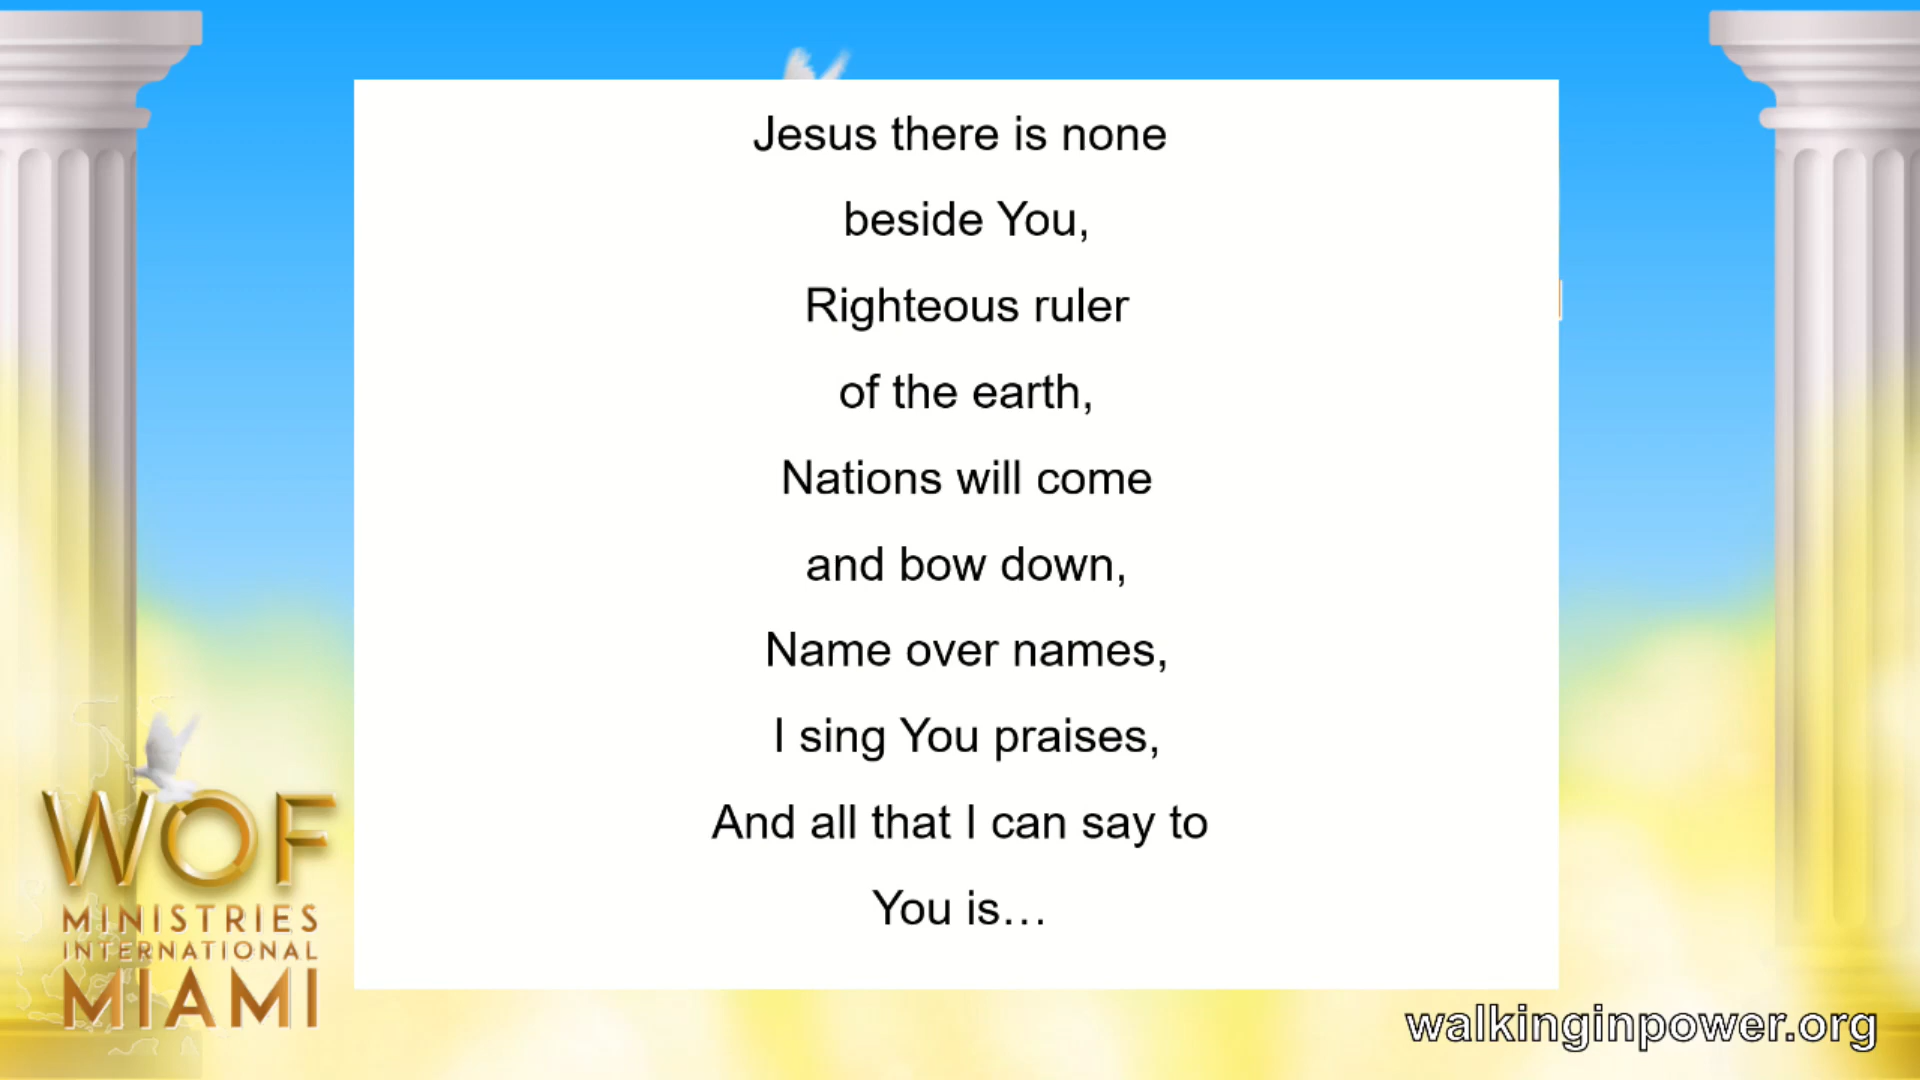 Jesus there is none
beside You,
Righteous ruler
of the earth,
Nations will come
and bow down,
Name over names,
I sing You praises,
And all that I can say to
You is…
WOF
MINISTRIES
INTERNATIONAL
MIAMI
walkinginpower.org